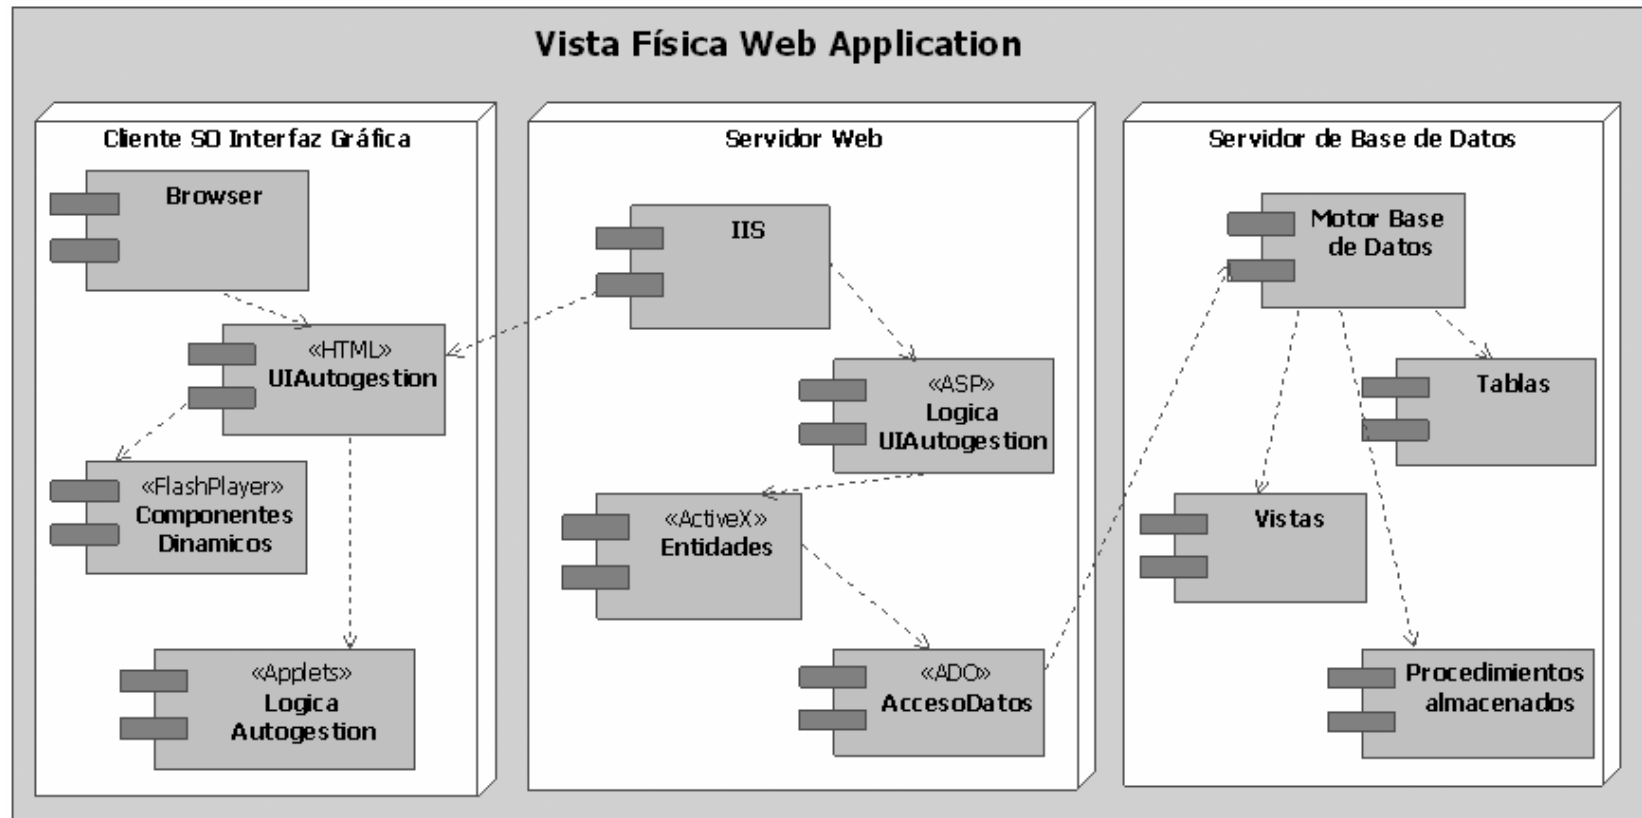 Vista Física Web Application
Cliente SO Interfaz Gráfica
Browser
«HTML»
UIAutogestion
«FlashPlayer»
Componentes
Dinamicos
«Applets»
Logica
Autogestion
Servidor Web
IIS
«ASP»
Logica
UIAutogestion
«ActiveX»
Entidades
«ADO»
AccesoDatos
Servidor de Base de Datos
Motor Base
de Datos
Tablas
Vistas
Procedimientos
almacenados